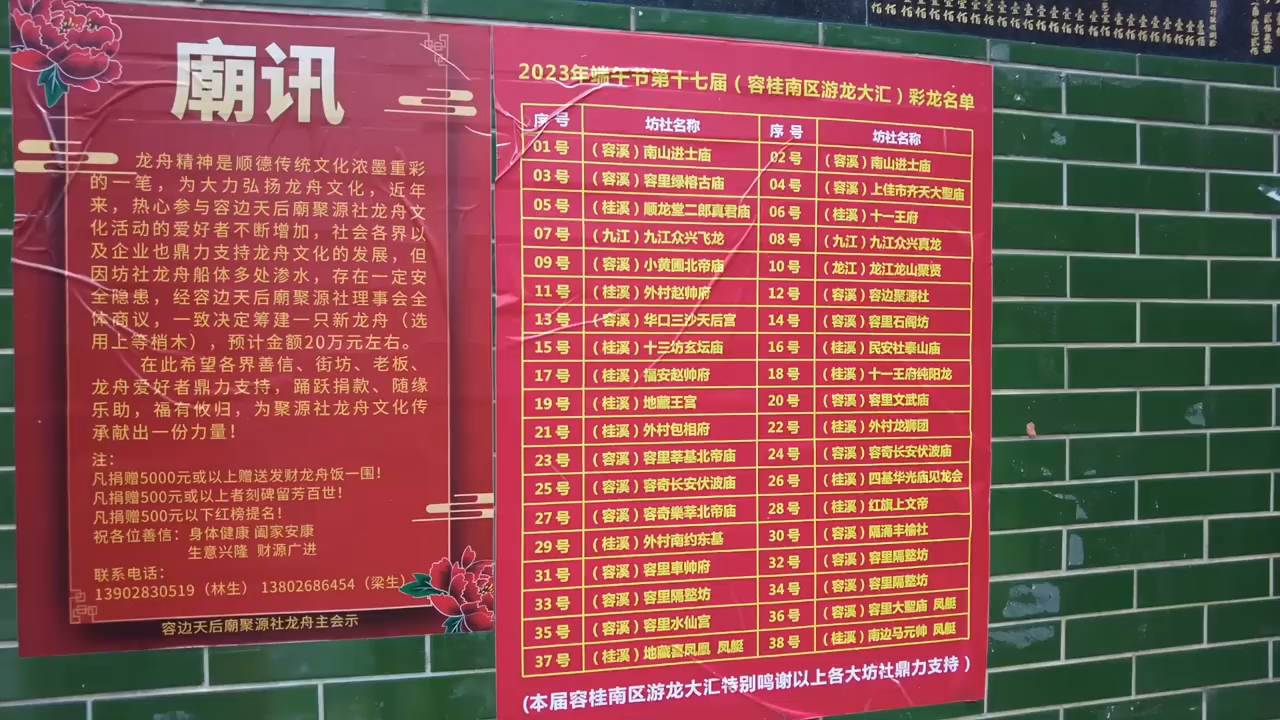 廟讯
龙舟精神是顺德传统文化浓墨重彩
的一笔，为大力弘扬龙舟文化，近年
来，热心参与容边天后廟聚源社龙舟文
化活动的爱好者不断增加，社会各界以
及企业也鼎力支持龙舟文化的发展，但
因坊社龙舟船体多处渗水，存在一定安
全隐患，经容边天后廟聚源社理事会全
体商议，一致决定筹建一只新龙舟（选
用上等梢木），预计金额20万元左右。
在此希望各界善信、街坊、老板、
龙舟爱好者鼎力支持，踊跃捐款、随缘
乐助，福有攸归，为聚源社龙舟文化传
承献出一份力量！
注：
凡捐赠5000元或以上赠送发财龙舟饭一围！
凡捐赠500元或以上者刻碑留芳百世！
凡捐赠500元以下红榜提名！
祝各位善信：身体健康 阖家安康
生意兴隆 财源广进
联系电话：
13902830519（林生） 13802686454（梁生）
容边天后廟聚源社龙舟主会示
2023年端午节第十七届（容桂南区游龙大汇）彩龙名单
序号 坊社名称 序号 坊社名称
01号 （容溪）南山进士庙 02号 （容溪）南山进士庙
03号 （容溪）容里绿榕古庙 04号 （容溪）上佳市齐天大聖庙
05号 （桂溪）顺龙堂二郎真君庙 06号 （桂溪）十一王府
07号 （九江）九江众兴飞龙 08号 （九江）九江众兴真龙
09号 （容溪）小黄圃北帝庙 10号 （龙江）龙江龙山聚贤
11号 （桂溪）外村赵帅府 12号 （容溪）容边聚源社
13号 （容溪）华口三沙天后宫 14号 （容溪）容里石阁坊
15号 （桂溪）十三坊玄坛庙 16号 （桂溪）民安社泰山庙
17号 （桂溪）福安赵帅府 18号 （桂溪）十一王府纯阳龙
19号 （桂溪）地藏王宫 20号 （容溪）容里文武庙
21号 （桂溪）外村包相府 22号 （桂溪）外村龙狮团
23号 （容溪）容里莘基北帝庙 24号 （容溪）容奇长安伏波庙
25号 （容溪）容奇长安伏波庙 26号 （桂溪）四基华光庙见龙会
27号 （容溪）容奇樂莘北帝庙 28号 （桂溪）红旗上文帝
29号 （桂溪）外村南约东基 30号 （容溪）隔涌丰榆社
31号 （容溪）容里車帅府 32号 （容溪）容里隔塱坊
33号 （容溪）容里隔塱坊 34号 （容溪）容里隔塱坊
35号 （容溪）容里水仙宫 36号 （容溪）容里大聖庙 凤艇
37号 （桂溪）地藏喜凤凰 凤艇 38号 （桂溪）南边马元帅 凤艇
(本届容桂南区游龙大汇特别鸣谢以上各大坊社鼎力支持）